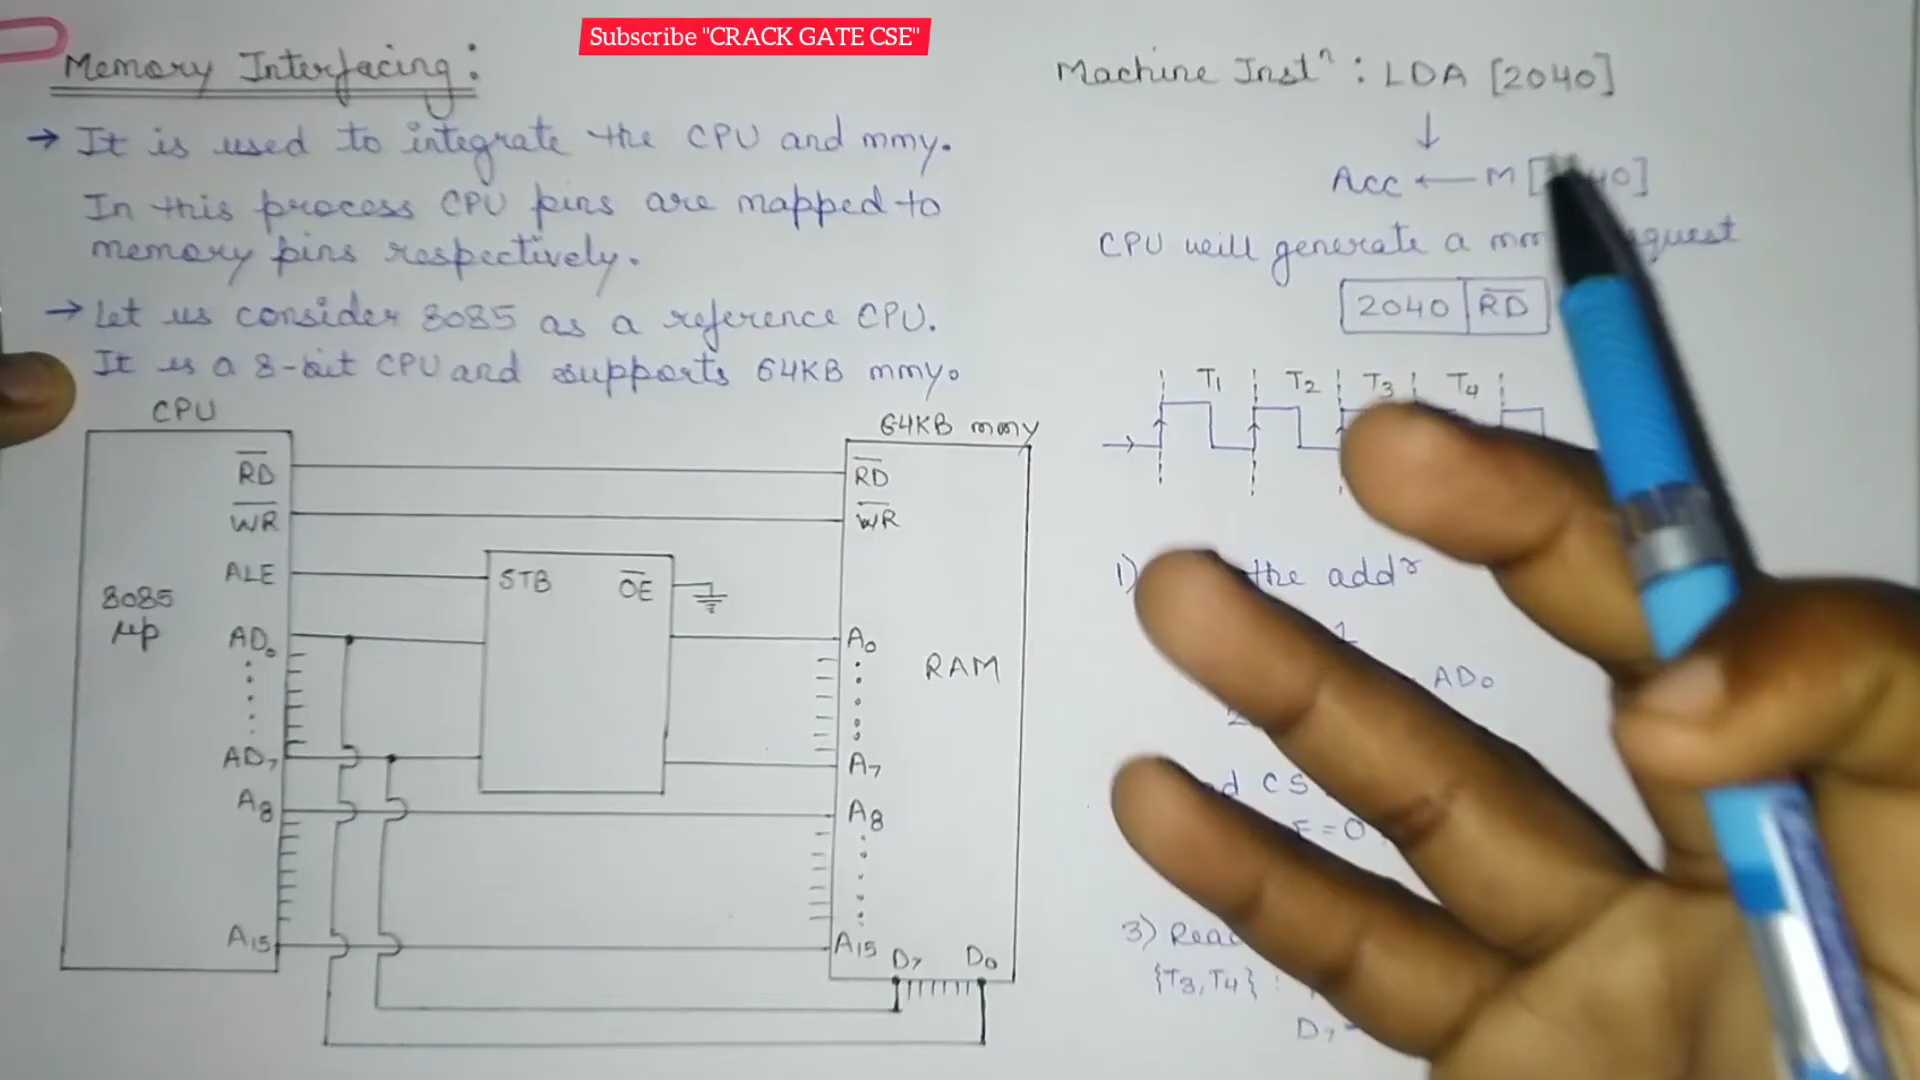 Subscribe "CRACK GATE CSE"
Memory Interfacing:
→ It is used to integrate the CPU and mmy.
In this process CPU pins are mapped to
memory pins respectively.
→ Let us consider 8085 as a reference CPU.
It is a 8-bit CPU and supports 64KB mmy.
CPU
8085
μp
RD
WR
ALE
AD0
AD7
A8
A15
STB OE
64KB mmy
RD
WR
A0
RAM
A7
A8
A15
D7 D0
Machine Instⁿ : LDA [2040]
↓
Acc ← M
CPU will generate a
2040 RD
T1 T2 T3 T4
1) the addʳ
AD0
CS
=0
3)
{T3,T4} :
D7